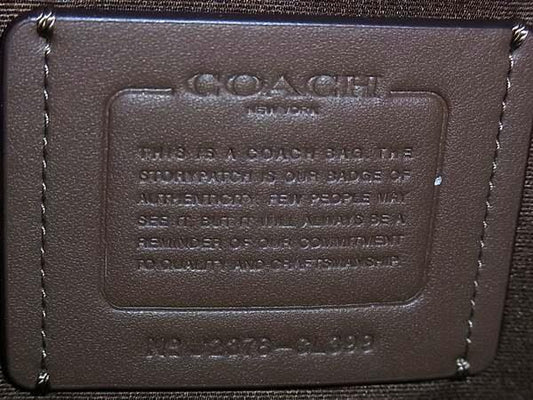 COACH
NEW YORK
THIS IS A COACH BAG. THE
STORYPATCH IS OUR BADGE OF
AUTHENTICITY. FEW PEOPLE MAY
SEE IT, BUT IT WILL ALWAYS BE A
REMINDER OF OUR COMMITMENT
TO QUALITY AND CRAFTSMANSHIP.